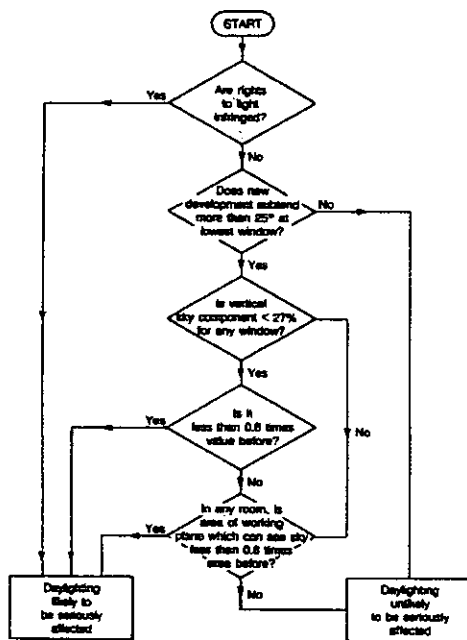 START
Are rights
to light
infringed?
Yes
No
Does new
development subtend
more than 25° at
lowest window?
No
Yes
Is vertical
sky component < 27%
for any window?
Yes
No
Is it
less than 0.8 times
value before?
Yes
No
In any room, is
area of working
plane which can see sky
less than 0.8 times
area before?
Yes
No
Daylighting
likely to
be seriously
affected
Daylighting
unlikely
to be seriously
affected